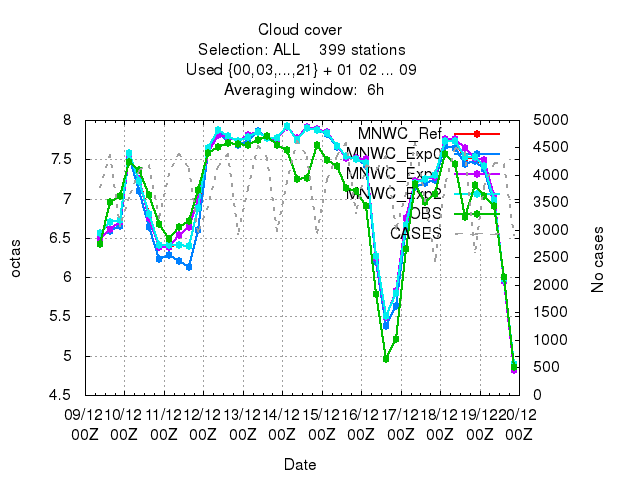 Cloud cover
Selection: ALL    399 stations
Used {00,03,...,21} + 01 02 ... 09
Averaging window:  6h
octas
8
7.5
7
6.5
6
5.5
5
4.5
MNWC_Ref
MNWC_Exp0
MNWC_Exp
MNWC_Exp2
OBS
CASES
5000
4500
4000
3500
3000
2500
2000
1500
1000
500
0
No cases
09/12 10/12 11/12 12/12 13/12 14/12 15/12 16/12 17/12 18/12 19/12 20/12
00Z 00Z 00Z 00Z 00Z 00Z 00Z 00Z 00Z 00Z 00Z 00Z
Date